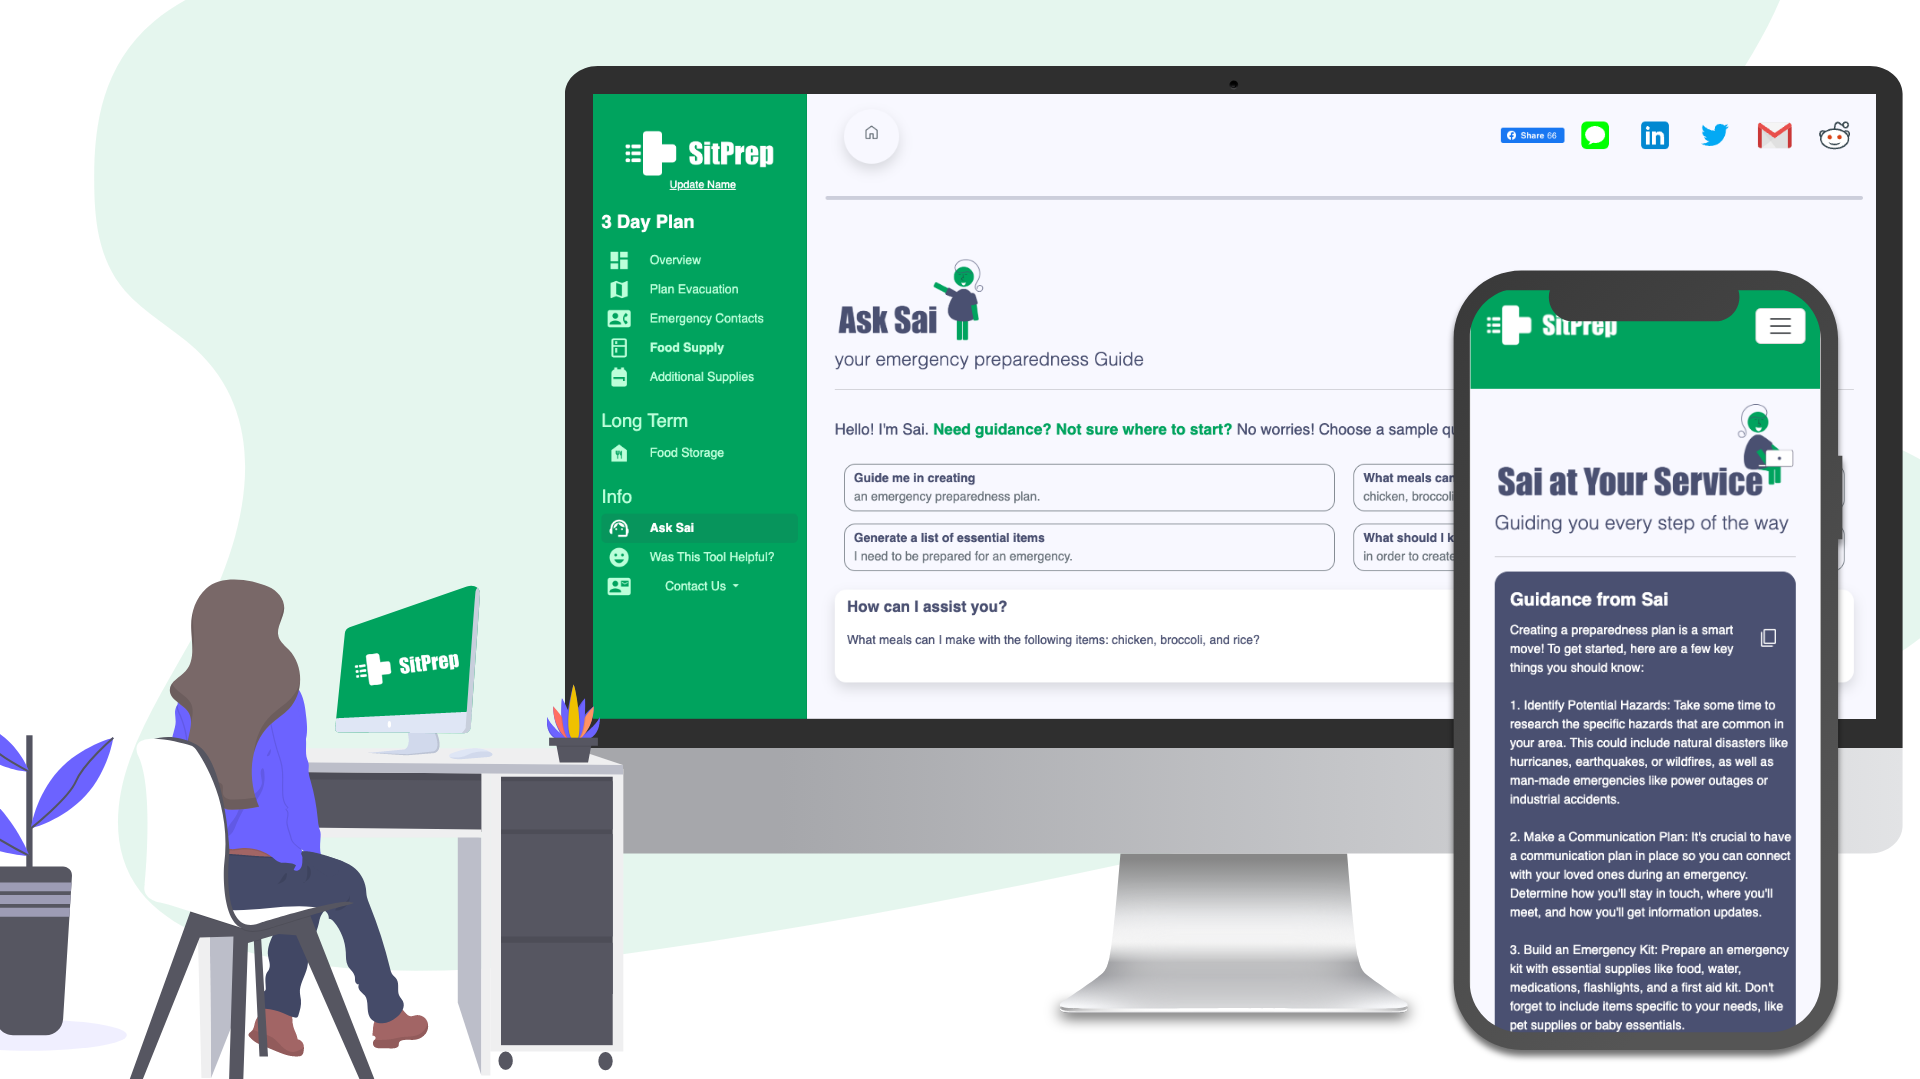 SitPrep
Update Name
3 Day Plan
Overview
Plan Evacuation
Emergency Contacts
Food Supply
Additional Supplies
Long Term
Food Storage
Info
Ask Sai
Was This Tool Helpful?
Contact Us
Share 66
in
Ask Sai
your emergency preparedness Guide
Hello! I'm Sai. Need guidance? Not sure where to start? No worries! Choose a sample
Guide me in creating
an emergency preparedness plan.
What meals can
chicken, broccoli
Generate a list of essential items
I need to be prepared for an emergency.
What should I
in order to create
How can I assist you?
What meals can I make with the following items: chicken, broccoli, and rice?
SitPrep
SitPrep
Sai at Your Service
Guiding you every step of the way
Guidance from Sai
Creating a preparedness plan is a smart
move! To get started, here are a few key
things you should know:
1. Identify Potential Hazards: Take some time to
research the specific hazards that are common in
your area. This could include natural disasters like
hurricanes, earthquakes, or wildfires, as well as
man-made emergencies like power outages or
industrial accidents.
2. Make a Communication Plan: It's crucial to have
a communication plan in place so you can connect
with your loved ones during an emergency.
Determine how you'll stay in touch, where you'll
meet, and how you'll get information updates.
3. Build an Emergency Kit: Prepare an emergency
kit with essential supplies like food, water,
medications, flashlights, and a first aid kit. Don't
forget to include items specific to your needs, like
pet supplies or baby essentials.